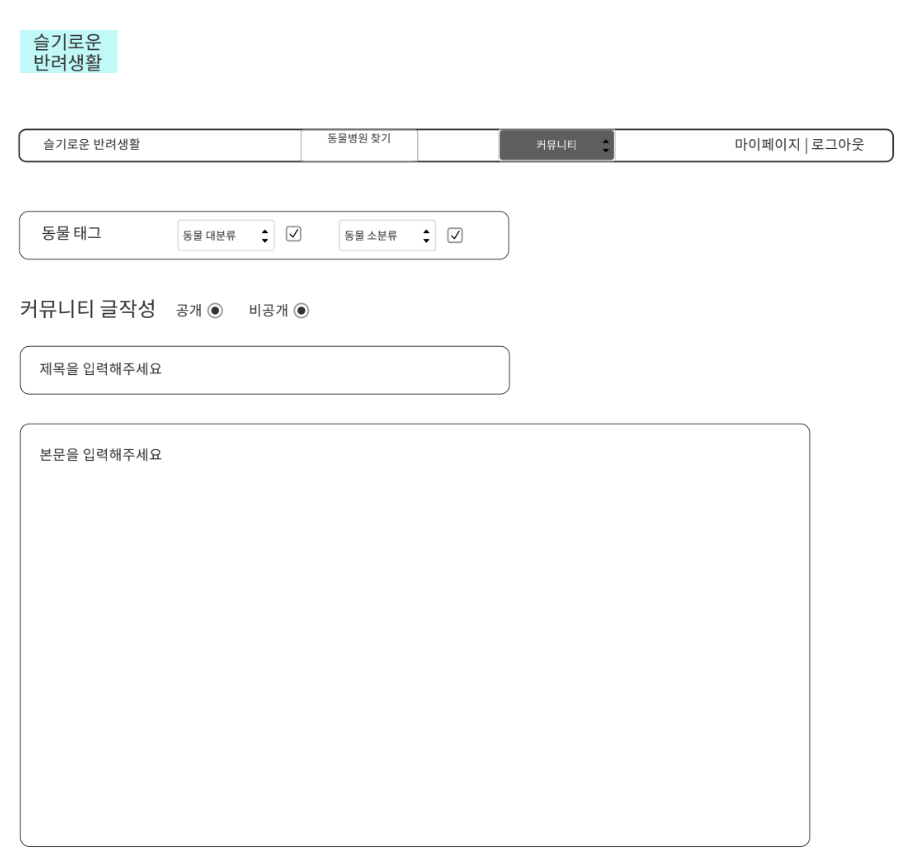 슬기로운
반려생활
슬기로운 반려생활
동물병원 찾기
커뮤니티
마이페이지 | 로그아웃
동물 태그
동물 대분류
동물 소분류
커뮤니티 글작성
공개
비공개
제목을 입력해주세요
본문을 입력해주세요